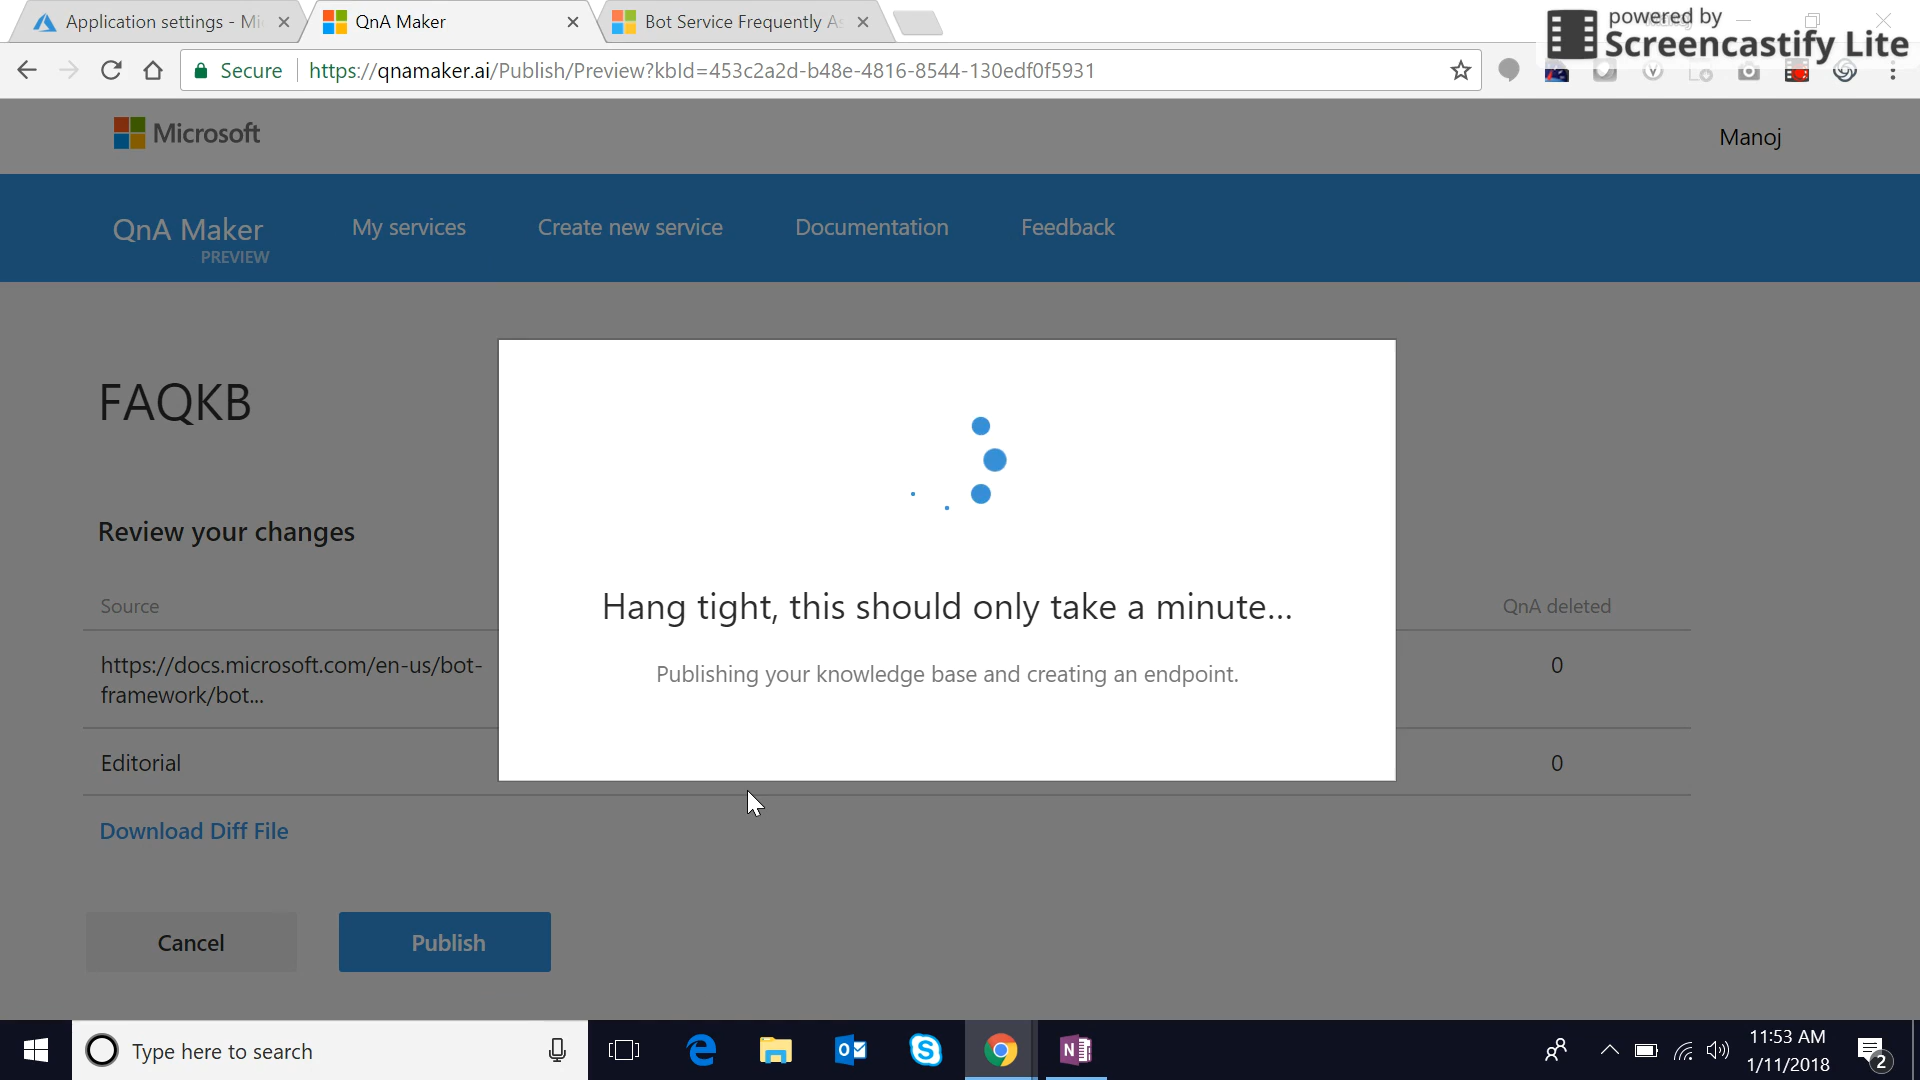 Application settings - Mi
QnA Maker
Bot Service Frequently As
powered by
Screencastify Lite
Secure
https://qnamaker.ai/Publish/Preview?kbId=453c2a2d-b48e-4816-8544-130edf0f5931
Microsoft
Manoj
QnA Maker
PREVIEW
My services
Create new service
Documentation
Feedback
FAQKB
Review your changes
Source
QnA deleted
https://docs.microsoft.com/en-us/bot-
framework/bot...
0
Editorial
0
Download Diff File
Cancel
Publish
Hang tight, this should only take a minute...
Publishing your knowledge base and creating an endpoint.
Type here to search
11:53 AM
1/11/2018
2